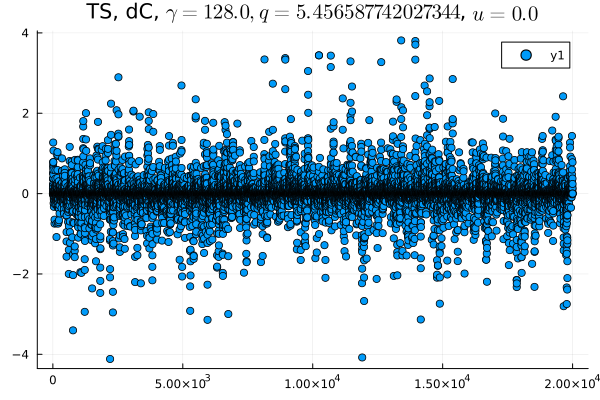 TS, dC, γ = 128.0, q = 5.456587742027344, u = 0.0
y1
4
2
0
−2
−4
0 5.00×10³ 1.00×10⁴ 1.50×10⁴ 2.00×10⁴